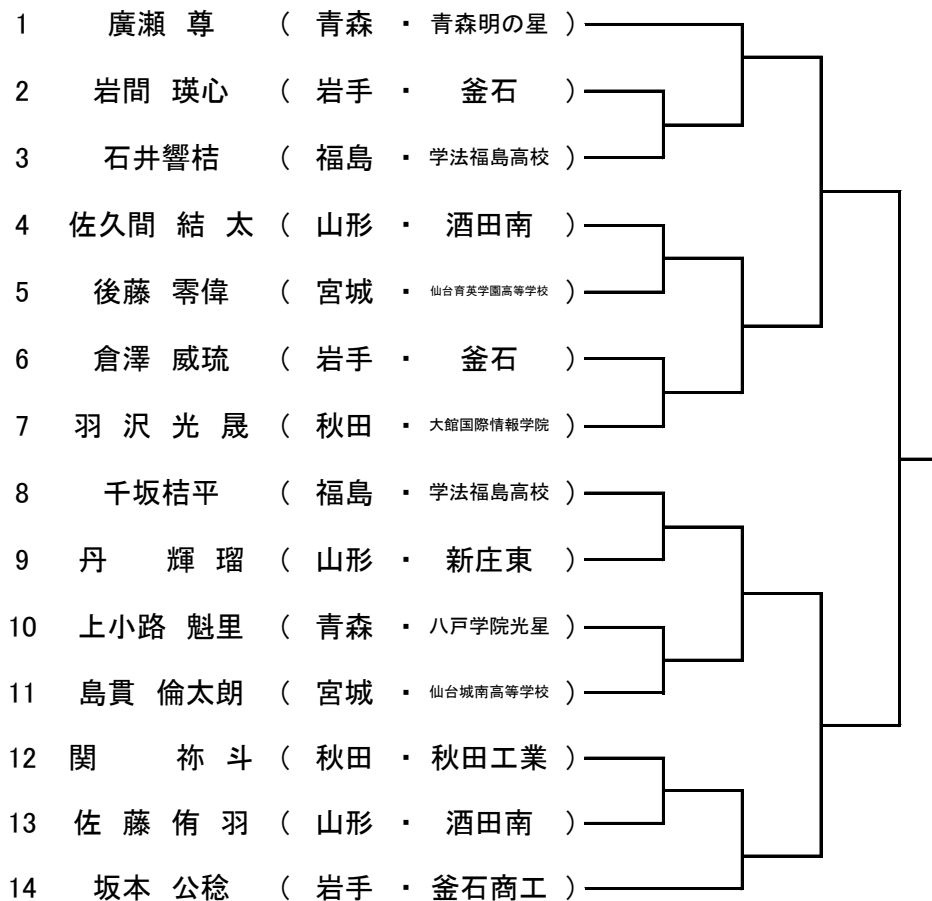 1 廣瀬 尊 ( 青森 ・ 青森明の星 )
2 岩間 瑛心 ( 岩手 ・ 釜石 )
3 石井響桔 ( 福島 ・ 学法福島高校 )
4 佐久間 結 太 ( 山形 ・ 酒田南 )
5 後藤 零偉 ( 宮城 ・ 仙台育英学園高等学校 )
6 倉澤 威琉 ( 岩手 ・ 釜石 )
7 羽 沢 光 晟 ( 秋田 ・ 大館国際情報学院 )
8 千坂桔平 ( 福島 ・ 学法福島高校 )
9 丹 輝 瑠 ( 山形 ・ 新庄東 )
10 上小路 魁里 ( 青森 ・ 八戸学院光星 )
11 島貫 倫太朗 ( 宮城 ・ 仙台城南高等学校 )
12 関 祢 斗 ( 秋田 ・ 秋田工業 )
13 佐 藤 侑 羽 ( 山形 ・ 酒田南 )
14 坂本 公稔 ( 岩手 ・ 釜石商工 )